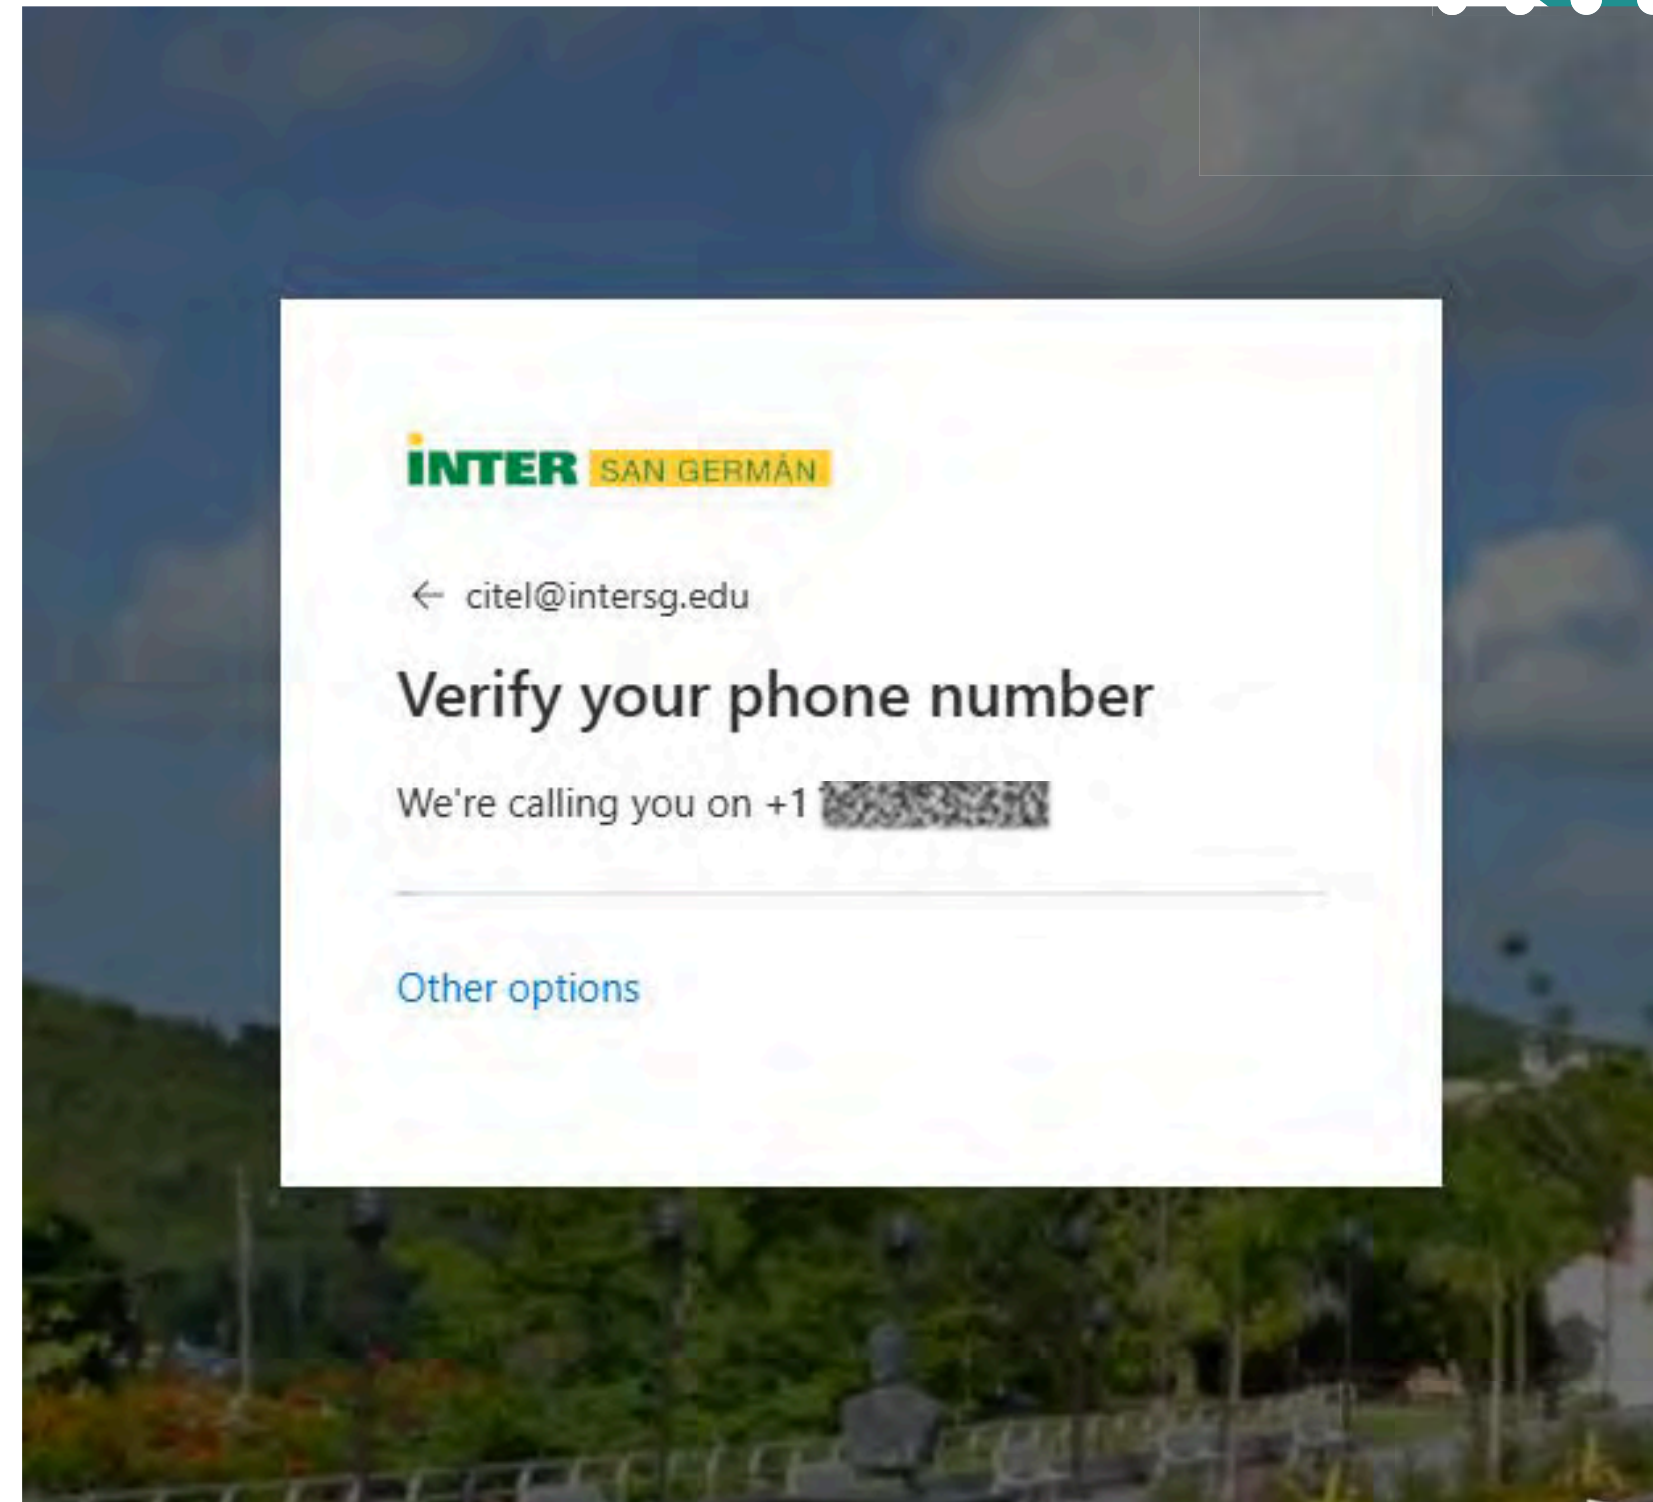 iNTER SAN GERMÁN
← citel@intersg.edu
Verify your phone number
We're calling you on +1
Other options